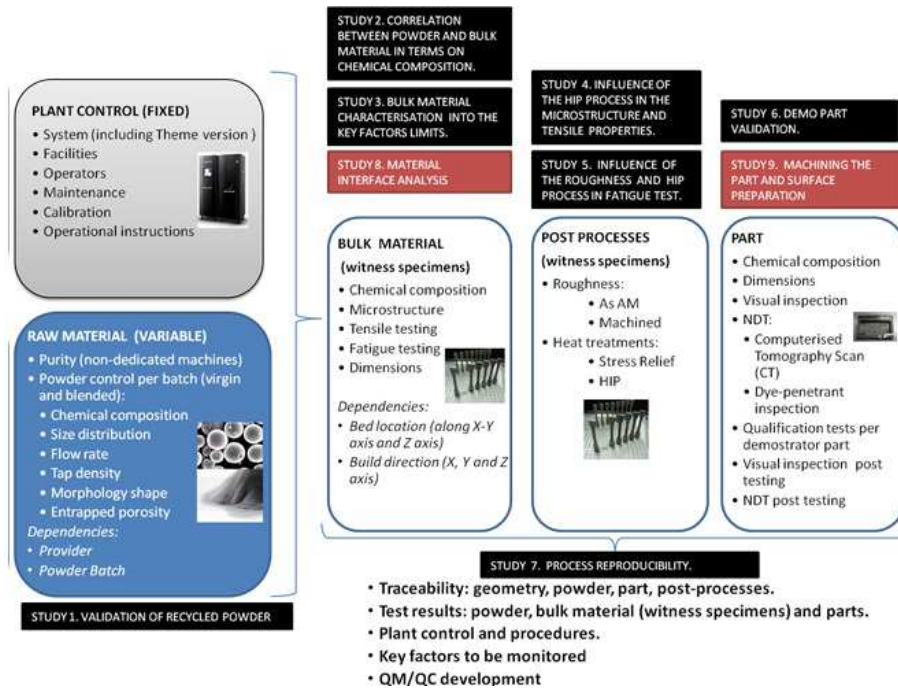 PLANT CONTROL (FIXED)
• System (including Theme version )
• Facilities
• Operators
• Maintenance
• Calibration
• Operational instructions
RAW MATERIAL (VARIABLE)
• Purity (non-dedicated machines)
• Powder control per batch (virgin
and blended):
• Chemical composition
• Size distribution
• Flow rate
• Tap density
• Morphology shape
• Entrapped porosity
Dependencies:
• Provider
• Powder Batch
STUDY 1. VALIDATION OF RECYCLED POWDER
STUDY 2. CORRELATION
BETWEEN POWDER AND BULK
MATERIAL IN TERMS ON
CHEMICAL COMPOSITION.
STUDY 3. BULK MATERIAL
CHARACTERISATION INTO THE
KEY FACTORS LIMITS.
STUDY 8. MATERIAL
INTERFACE ANALYSIS
BULK MATERIAL
(witness specimens)
• Chemical composition
• Microstructure
• Tensile testing
• Fatigue testing
• Dimensions
Dependencies:
• Bed location (along X-Y
axis and Z axis)
• Build direction (X, Y and Z
axis)
STUDY 4. INFLUENCE OF
THE HIP PROCESS IN THE
MICROSTRUCTURE AND
TENSILE PROPERTIES.
STUDY 5. INFLUENCE OF
THE ROUGHNESS AND HIP
PROCESS IN FATIGUE TEST.
POST PROCESSES
(witness specimens)
• Roughness:
• As AM
• Machined
• Heat treatments:
• Stress Relief
• HIP
STUDY 6. DEMO PART
VALIDATION.
STUDY 9. MACHINING THE
PART AND SURFACE
PREPARATION
PART
• Chemical composition
• Dimensions
• Visual inspection
• NDT:
• Computerised
Tomography Scan
(CT)
• Dye-penetrant
inspection
• Qualification tests per
demostrator part
• Visual inspection post
testing
• NDT post testing
STUDY 7. PROCESS REPRODUCIBILITY.
• Traceability: geometry, powder, part, post-processes.
• Test results: powder, bulk material (witness specimens) and parts.
• Plant control and procedures.
• Key factors to be monitored
• QM/QC development